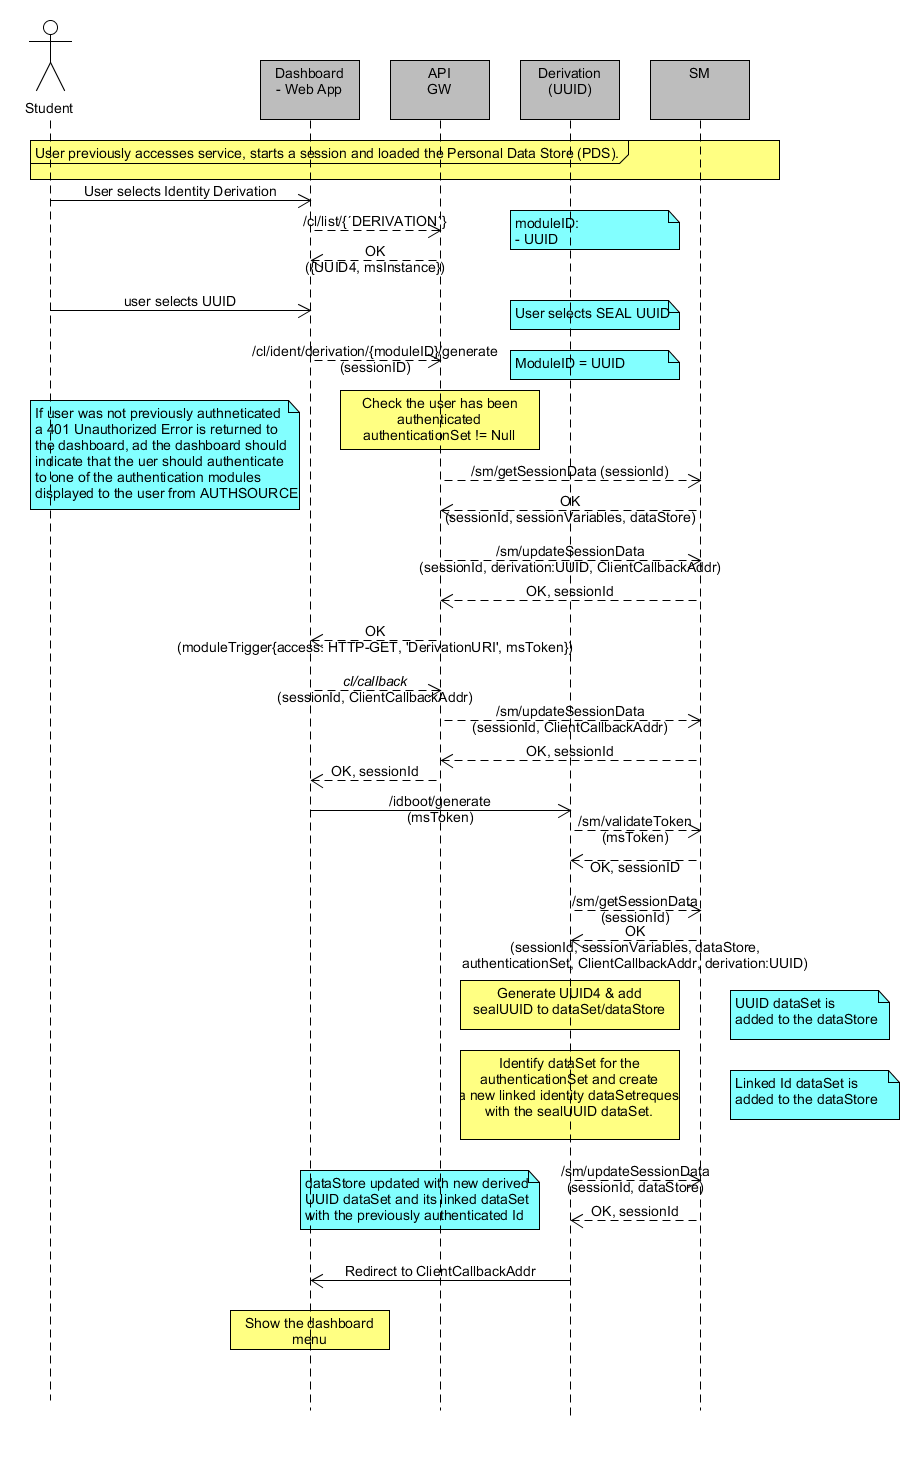 Student
Dashboard
- Web App
API
GW
Derivation
(UUID)
SM
User previously accesses service, starts a session and loaded the Personal Data Store (PDS).
User selects Identity Derivation
/cl/list/{´DERIVATION´}
moduleID:
- UUID
OK
({UUID4, msInstance})
user selects UUID
User selects SEAL UUID
/cl/ident/derivation/{moduleID}/generate
(sessionID)
ModuleID = UUID
Check the user has been
authenticated
authenticationSet != Null
If user was not previously authneticated
a 401 Unauthorized Error is returned to
the dashboard, ad the dashboard should
indicate that the uer should authenticate
to one of the authentication modules
displayed to the user from AUTHSOURCE
/sm/getSessionData (sessionId)
OK
(sessionId, sessionVariables, dataStore)
/sm/updateSessionData
(sessionId, derivation:UUID, ClientCallbackAddr)
OK, sessionId
OK
(moduleTrigger{access: HTTP-GET, 'DerivationURI', msToken})
cl/callback
(sessionId, ClientCallbackAddr)
/sm/updateSessionData
(sessionId, ClientCallbackAddr)
OK, sessionId
OK, sessionId
/idboot/generate
(msToken)
/sm/validateToken
(msToken)
OK, sessionID
/sm/getSessionData
(sessionId)
OK
(sessionId, sessionVariables, dataStore,
authenticationSet, ClientCallbackAddr, derivation:UUID)
Generate UUID4 & add
sealUUID to dataSet/dataStore
UUID dataSet is
added to the dataStore
Identify dataSet for the
authenticationSet and create
a new linked identity dataSetreques
with the sealUUID dataSet.
Linked Id dataSet is
added to the dataStore
/sm/updateSessionData
(sessionId, dataStore)
dataStore updated with new derived
UUID dataSet and its linked dataSet
with the previously authenticated Id
OK, sessionId
Redirect to ClientCallbackAddr
Show the dashboard
menu